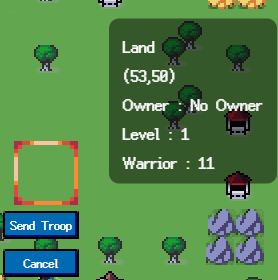 Land
(53,50)
Owner : No Owner
Level : 1
Warrior : 11
Send Troop
Cancel